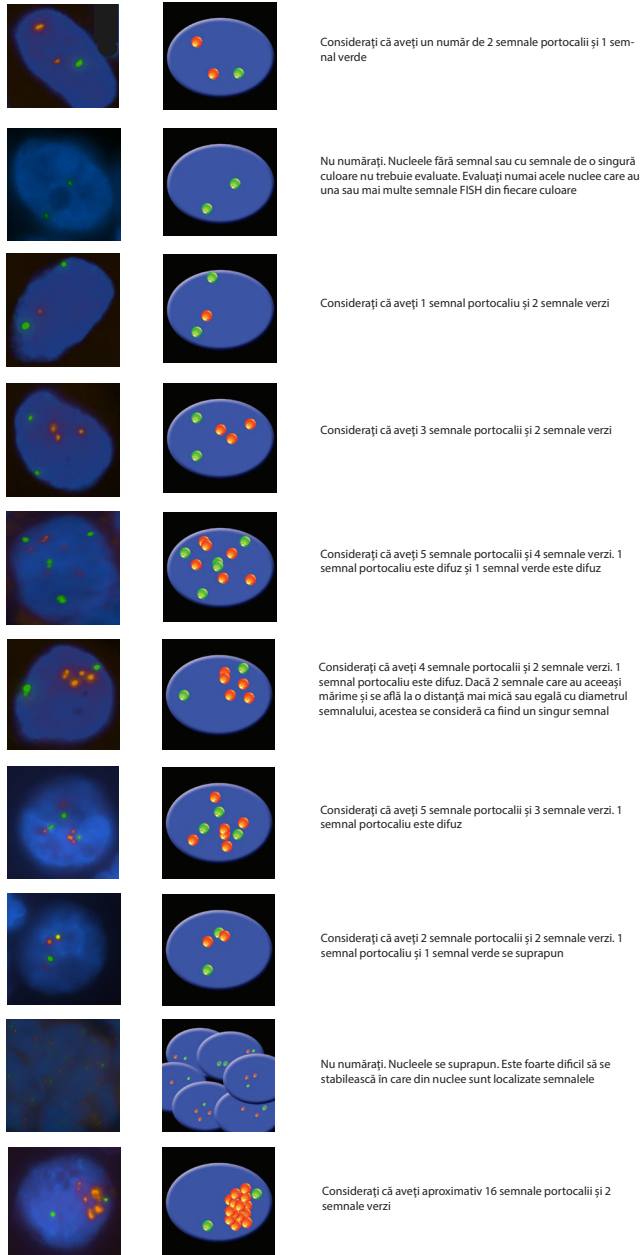 Considerați că aveți un număr de 2 semnale portocalii și 1 sem-
nal verde
Nu numărați. Nucleele fără semnal sau cu semnale de o singură
culoare nu trebuie evaluate. Evaluați numai acele nuclee care au
una sau mai multe semnale FISH din fiecare culoare
Considerați că aveți 1 semnal portocaliu și 2 semnale verzi
Considerați că aveți 3 semnale portocalii și 2 semnale verzi
Considerați că aveți 5 semnale portocalii și 4 semnale verzi. 1
semnal portocaliu este difuz și 1 semnal verde este difuz
Considerați că aveți 4 semnale portocalii și 2 semnale verzi. 1
semnal portocaliu este difuz. Dacă 2 semnale care au aceeași
mărime și se află la o distanță mai mică sau egală cu diametrul
semnalului, acestea se consideră ca fiind un singur semnal
Considerați că aveți 5 semnale portocalii și 3 semnale verzi. 1
semnal portocaliu este difuz
Considerați că aveți 2 semnale portocalii și 2 semnale verzi. 1
semnal portocaliu și 1 semnal verde se suprapun
Nu numărați. Nucleele se suprapun. Este foarte dificil să se
stabilească în care din nuclee sunt localizate semnalele
Considerați că aveți aproximativ 16 semnale portocalii și 2
semnale verzi